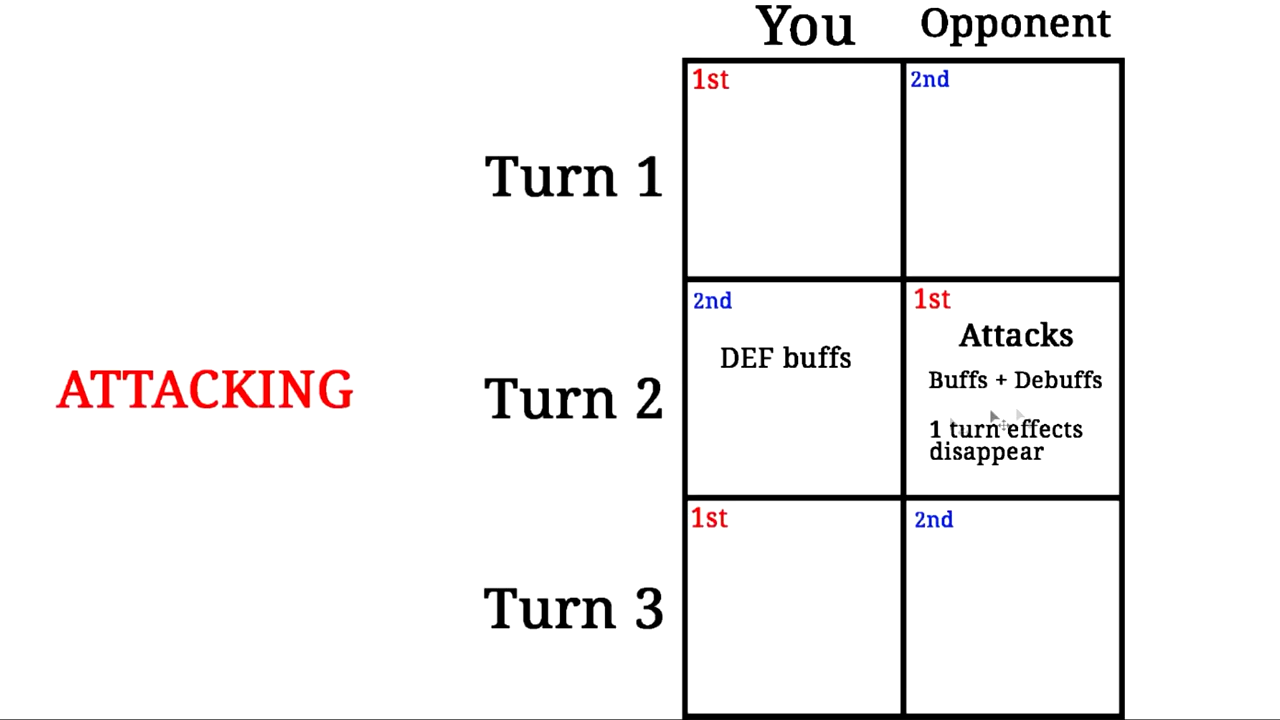 You
Opponent
1st
2nd
Turn 1
2nd
1st
Attacks
DEF buffs
Buffs + Debuffs
ATTACKING
Turn 2
1 turn effects
disappear
1st
2nd
Turn 3